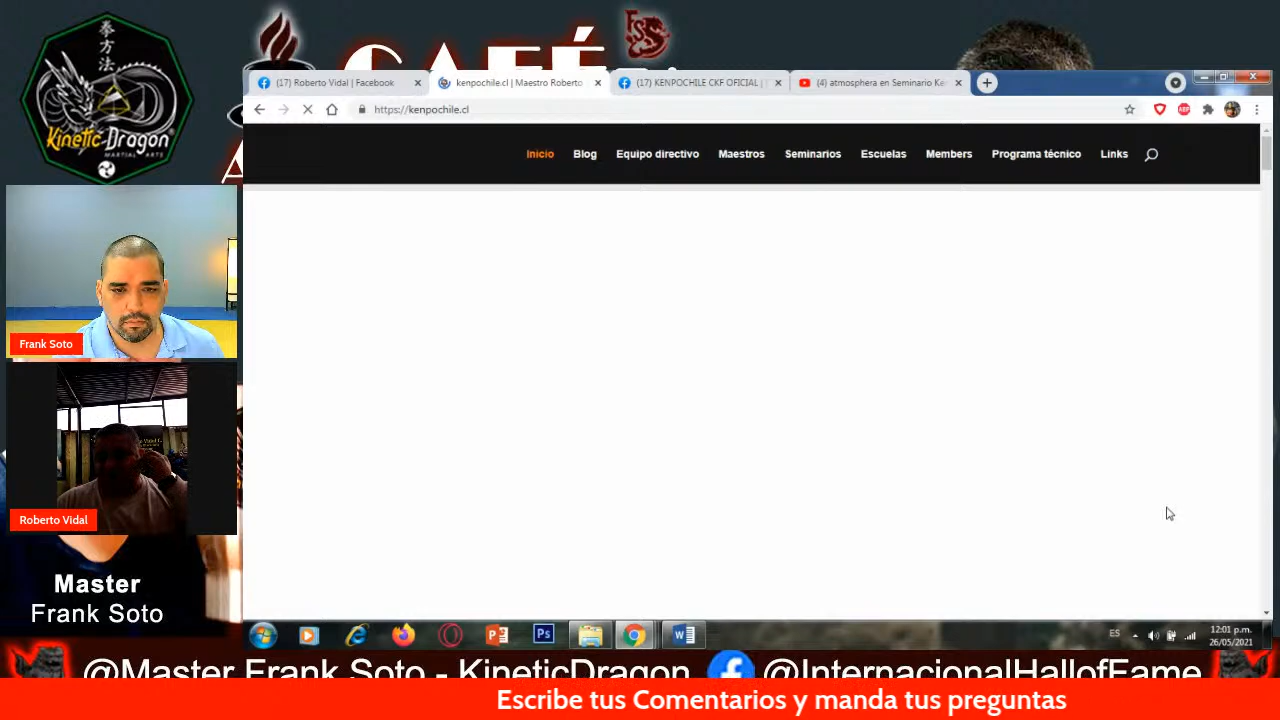 拳方法
Kinetic-Dragon®
MARTIAL ARTS
CAFÉ
(17) Roberto Vidal | Facebook
kenpochile.cl | Maestro Roberto
(17) KENPOCHILE CKF OFICIAL |
(4) atmosphera en Seminario Ke
https://kenpochile.cl
ABP
Inicio
Blog
Equipo directivo
Maestros
Seminarios
Escuelas
Members
Programa técnico
Links
Frank Soto
Roberto Vidal
Master
Frank Soto
Ps
ES
12:01 p.m.
26/05/2021
@Master Frank Soto - KineticDragon
@InternacionalHallofFame
Escribe tus Comentarios y manda tus preguntas